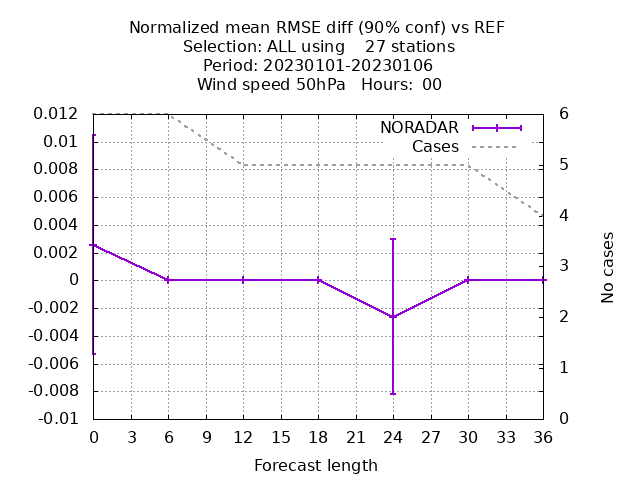 Normalized mean RMSE diff (90% conf) vs REF
Selection: ALL using    27 stations
Period: 20230101-20230106
Wind speed 50hPa   Hours:  00
NORADAR
Cases
0.012
0.01
0.008
0.006
0.004
0.002
0
-0.002
-0.004
-0.006
-0.008
-0.01
6
5
4
3
2
1
0
No cases
0 3 6 9 12 15 18 21 24 27 30 33 36
Forecast length